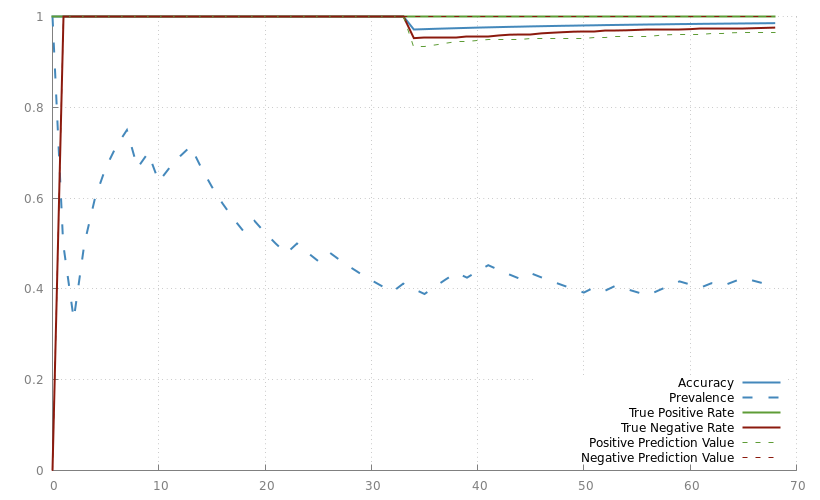 1
0.8
0.6
0.4
0.2
0
0 10 20 30 40 50 60 70
Accuracy
Prevalence
True Positive Rate
True Negative Rate
Positive Prediction Value
Negative Prediction Value